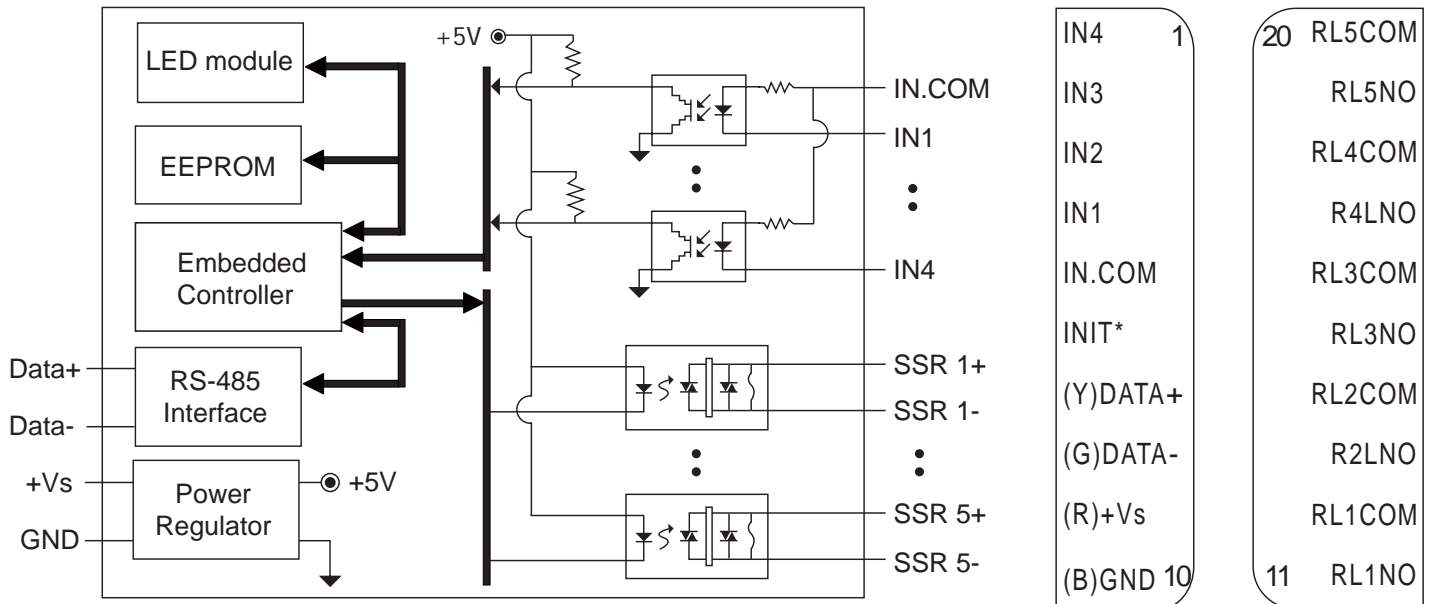 LED module
EEPROM
Embedded
Controller
RS-485
Interface
Power
Regulator
Data+
Data-
+Vs
GND
+5V
+5V
IN.COM
IN1
IN4
SSR 1+
SSR 1-
SSR 5+
SSR 5-
IN4 1
IN3
IN2
IN1
IN.COM
INIT*
(Y)DATA+
(G)DATA-
(R)+Vs
(B)GND 10
20 RL5COM
RL5NO
RL4COM
R4LNO
RL3COM
RL3NO
RL2COM
R2LNO
RL1COM
11 RL1NO